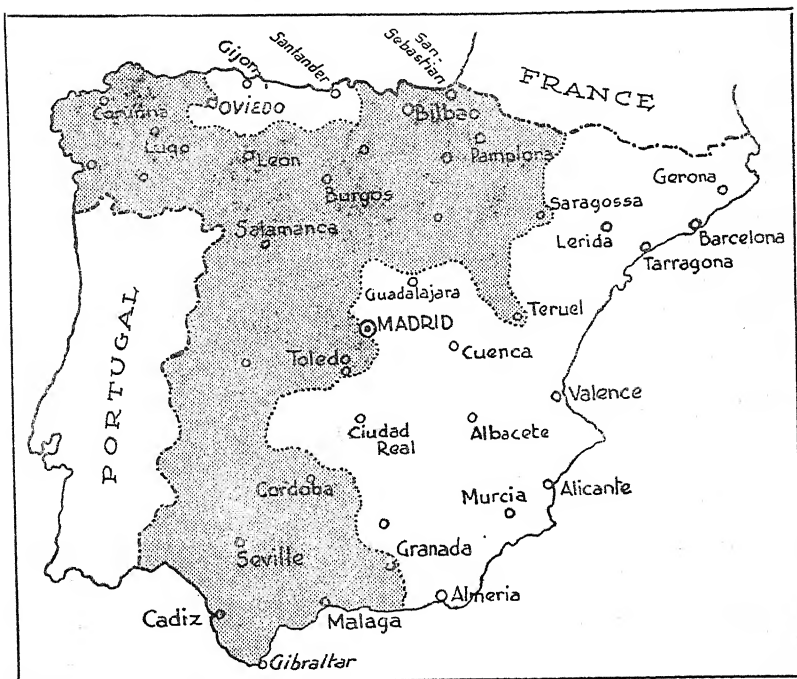 San-
Sebastian
Gijon
Santander
FRANCE
Coruñna
OVIEDO
Bilbao
Lugo
Leon
Pamplona
Gerona
Burgos
Saragossa
Salamanca
Lerida
Barcelona
Tarragona
Guadalajara
Teruel
MADRID
PORTUGAL
Toledo
Cuenca
Valence
Ciudad
Real
Albacete
Cordoba
Murcia
Alicante
Seville
Granada
Almeria
Cadiz
Malaga
Gibraltar